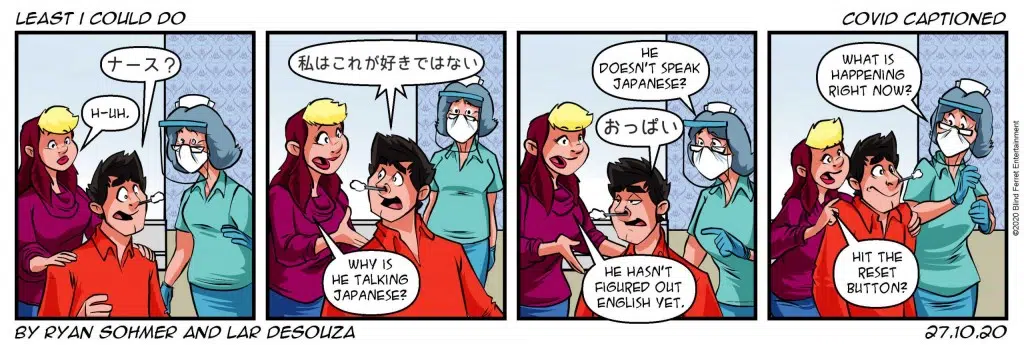 LEAST I COULD DO
COVID CAPTIONED
ナース?
H-UH.
私はこれが好きではない
WHY IS
HE TALKING
JAPANESE?
HE
DOESN'T SPEAK
JAPANESE?
おっぱい
HE HASN'T
FIGURED OUT
ENGLISH YET.
WHAT IS
HAPPENING
RIGHT NOW?
HIT THE
RESET
BUTTON?
©2020 Blind Ferret Entertainment
BY RYAN SOHMER AND LAR DESOUZA
27.10.20